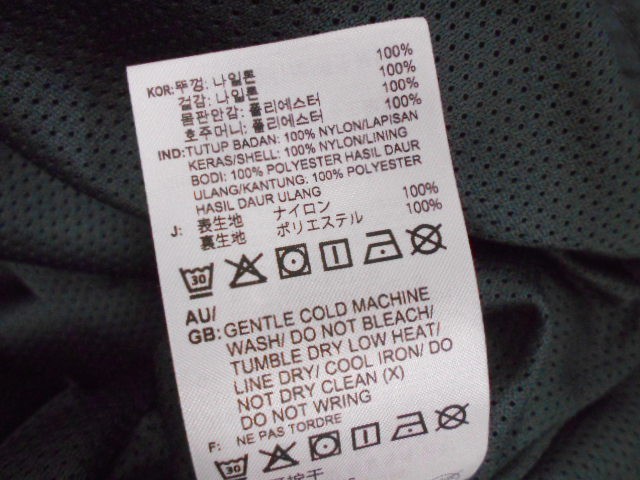 KOR: 뚜껑: 나일론 100%
겉감: 나일론 100%
몸판안감: 폴리에스터 100%
호주머니: 폴리에스터 100%
IND: TUTUP BADAN: 100% NYLON/LAPISAN
KERAS/SHELL: 100% NYLON/LINING
BODI: 100% POLYESTER HASIL DAUR
ULANG/KANTUNG: 100% POLYESTER
HASIL DAUR ULANG
J: 表生地 ナイロン 100%
裏生地 ポリエステル 100%
30
AU/
GB: GENTLE COLD MACHINE
WASH/ DO NOT BLEACH/
TUMBLE DRY LOW HEAT/
LINE DRY/ COOL IRON/ DO
NOT DRY CLEAN (X)
DO NOT WRING
F: NE PAS TORDRE
30